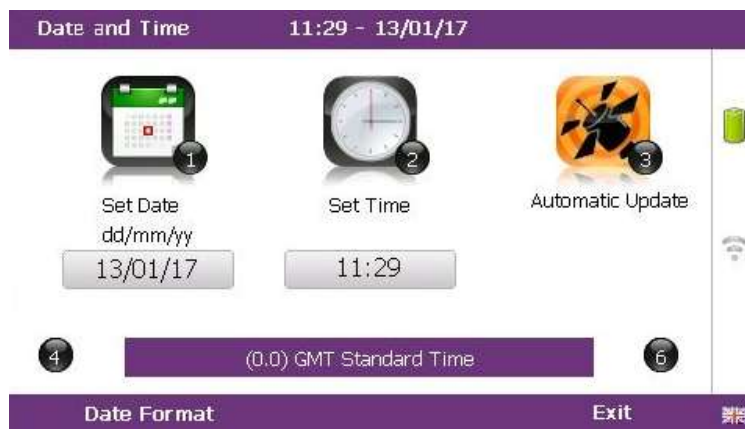 Date and Time 11:29 - 13/01/17
1 2 3
Set Date Set Time Automatic Update
dd/mm/yy
13/01/17 11:29
4 (0.0) GMT Standard Time 6
Date Format Exit